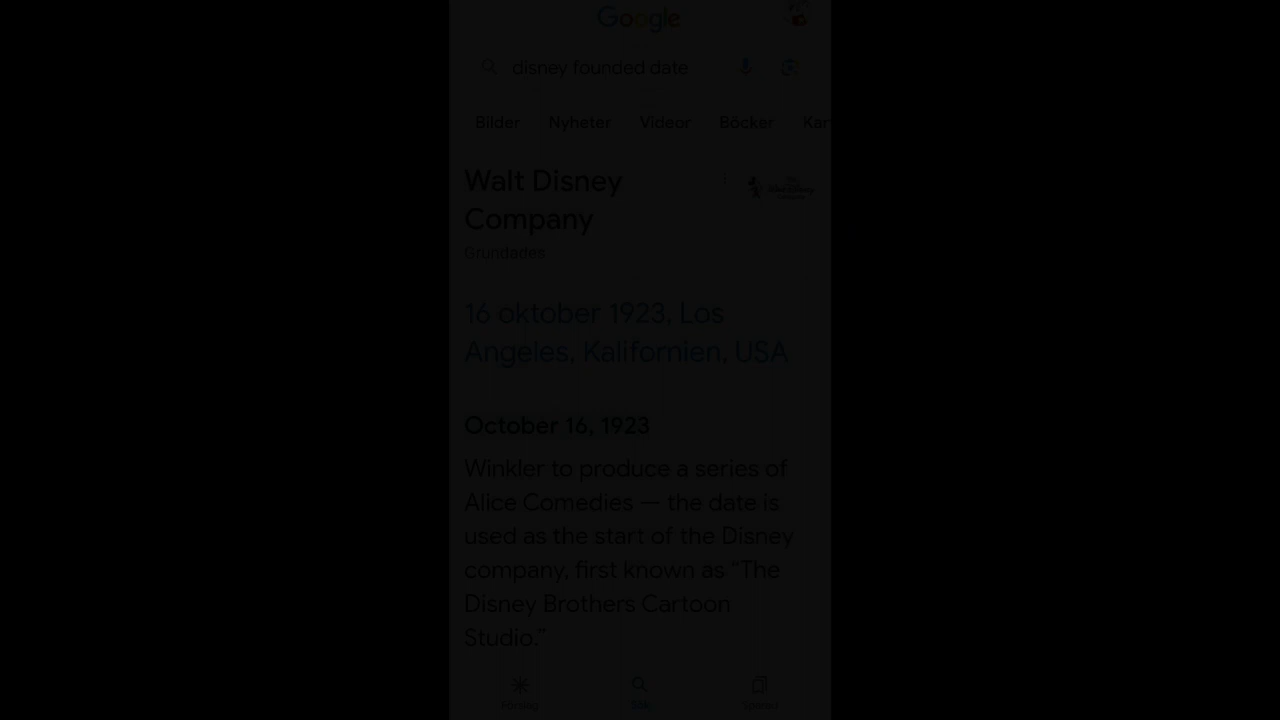 Google
disney founded date
Bilder Nyheter Videor Böcker Kar
Walt Disney
Company
Grundades
16 oktober 1923, Los
Angeles, Kalifornien, USA
October 16, 1923
Winkler to produce a series of
Alice Comedies — the date is
used as the start of the Disney
company, first known as “The
Disney Brothers Cartoon
Studio.”
Sök